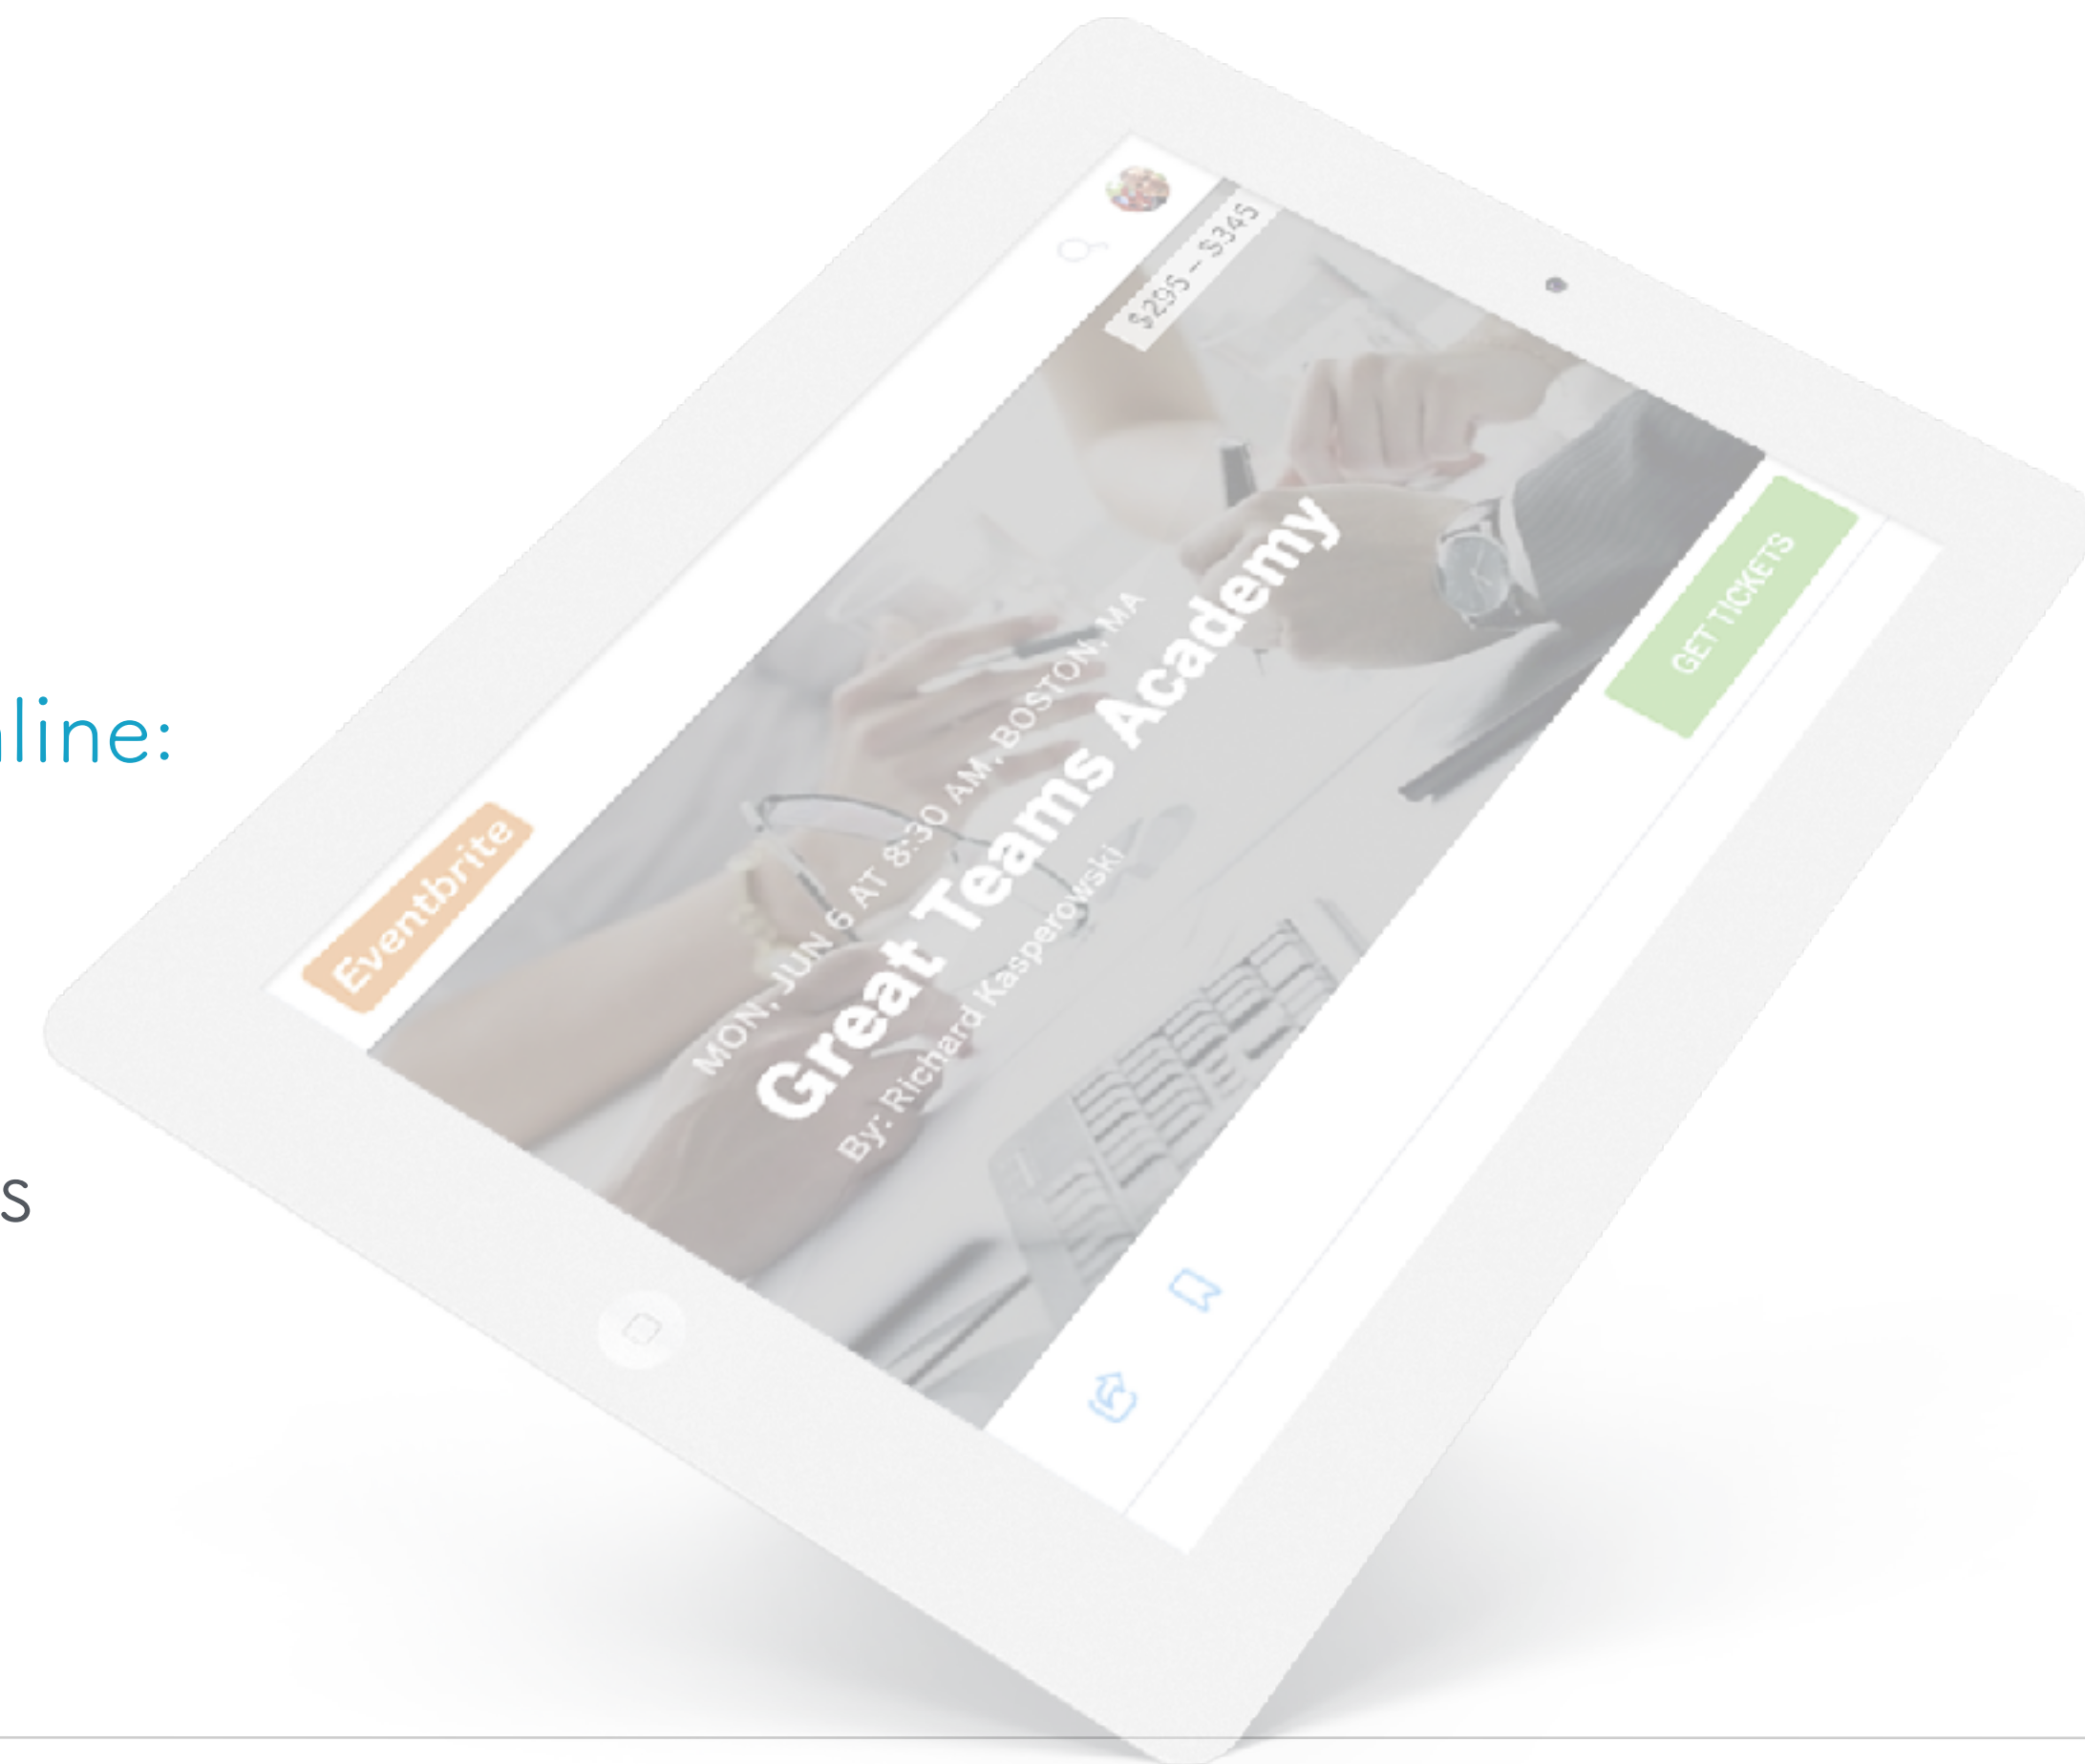 nline:
s
Eventbrite
$295 – $345
MON, JUN 6 AT 8:30 AM, BOSTON, MA
Great Teams Academy
By: Richard Kasperowski
GET TICKETS